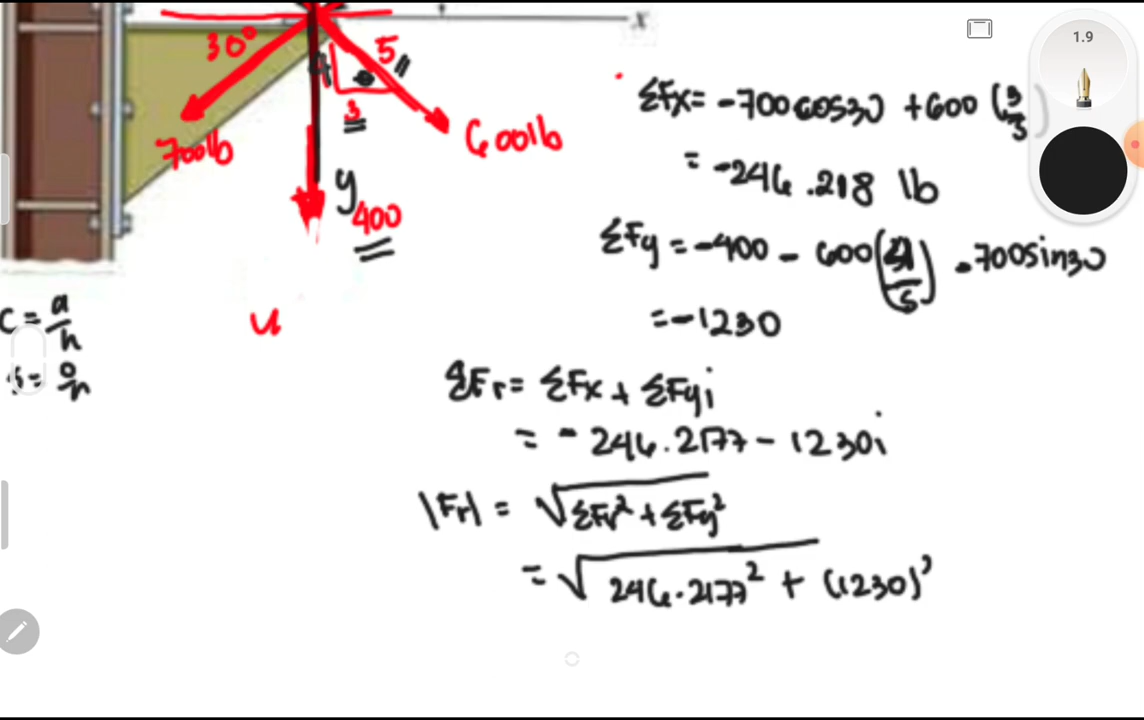 x
1.9
30°
5
4
3
700lb
600lb
y
400
ΣFx = -700cos30 + 600 (3/5)
= -246.218 lb
ΣFy = -400 - 600 (4/5) - 700sin30
= -1230
c = a/h
s = o/h
u
ΣFr = ΣFx + ΣFyi
= - 246.2177 - 1230i
|Fr| = √ΣFx² + ΣFy²
= √246.2177² + (1230)²